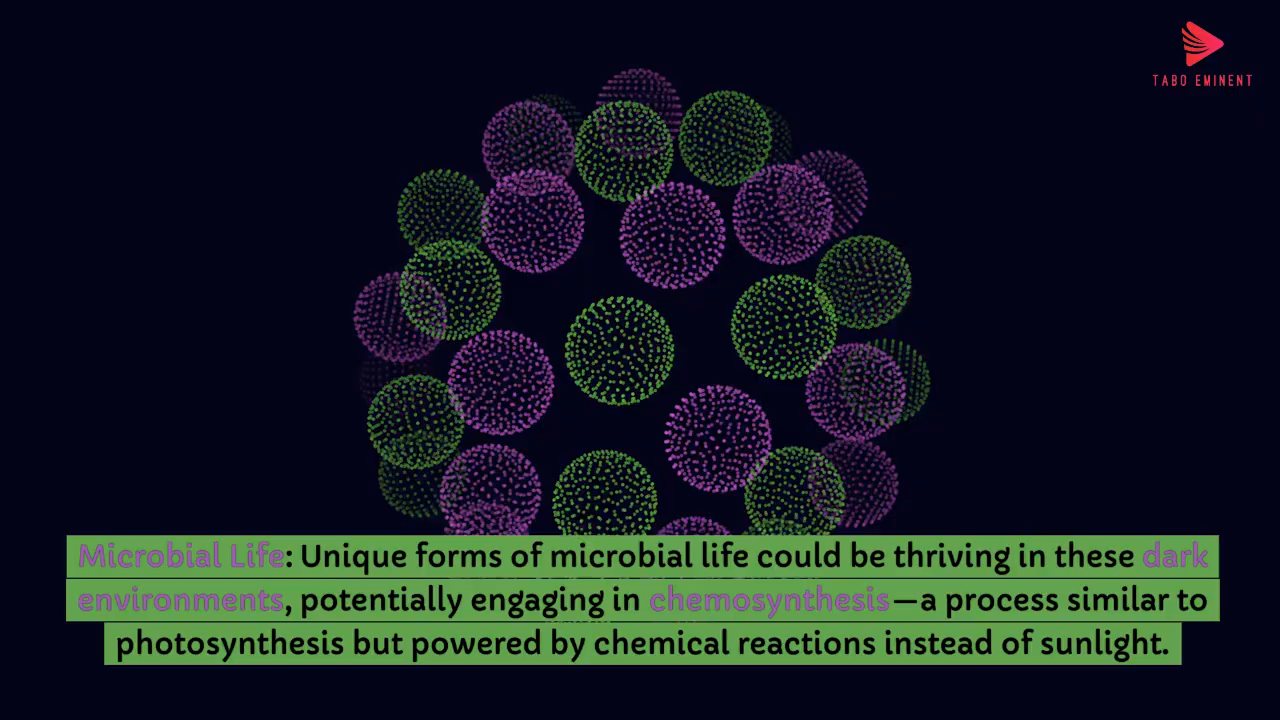 TABO EMINENT
Microbial Life: Unique forms of microbial life could be thriving in these dark
environments, potentially engaging in chemosynthesis—a process similar to
photosynthesis but powered by chemical reactions instead of sunlight.